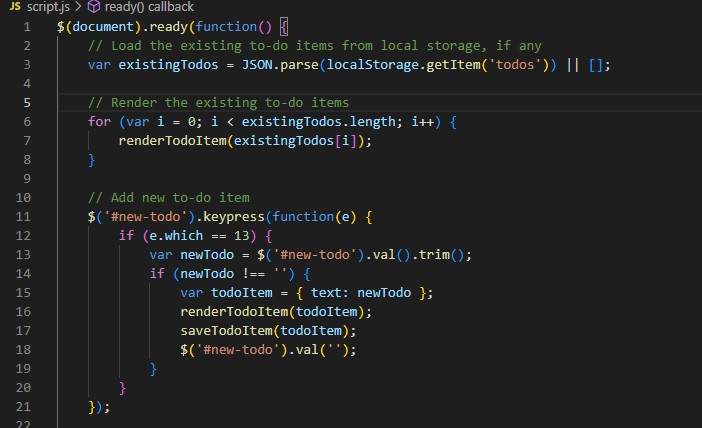 JS script.js > ready() callback
1 $(document).ready(function() {
2 // Load the existing to-do items from local storage, if any
3 var existingTodos = JSON.parse(localStorage.getItem('todos')) || [];
4
5 // Render the existing to-do items
6 for (var i = 0; i < existingTodos.length; i++) {
7 renderTodoItem(existingTodos[i]);
8 }
9
10 // Add new to-do item
11 $('#new-todo').keypress(function(e) {
12 if (e.which == 13) {
13 var newTodo = $('#new-todo').val().trim();
14 if (newTodo !== '') {
15 var todoItem = { text: newTodo };
16 renderTodoItem(todoItem);
17 saveTodoItem(todoItem);
18 $('#new-todo').val('');
19 }
20 }
21 });
22